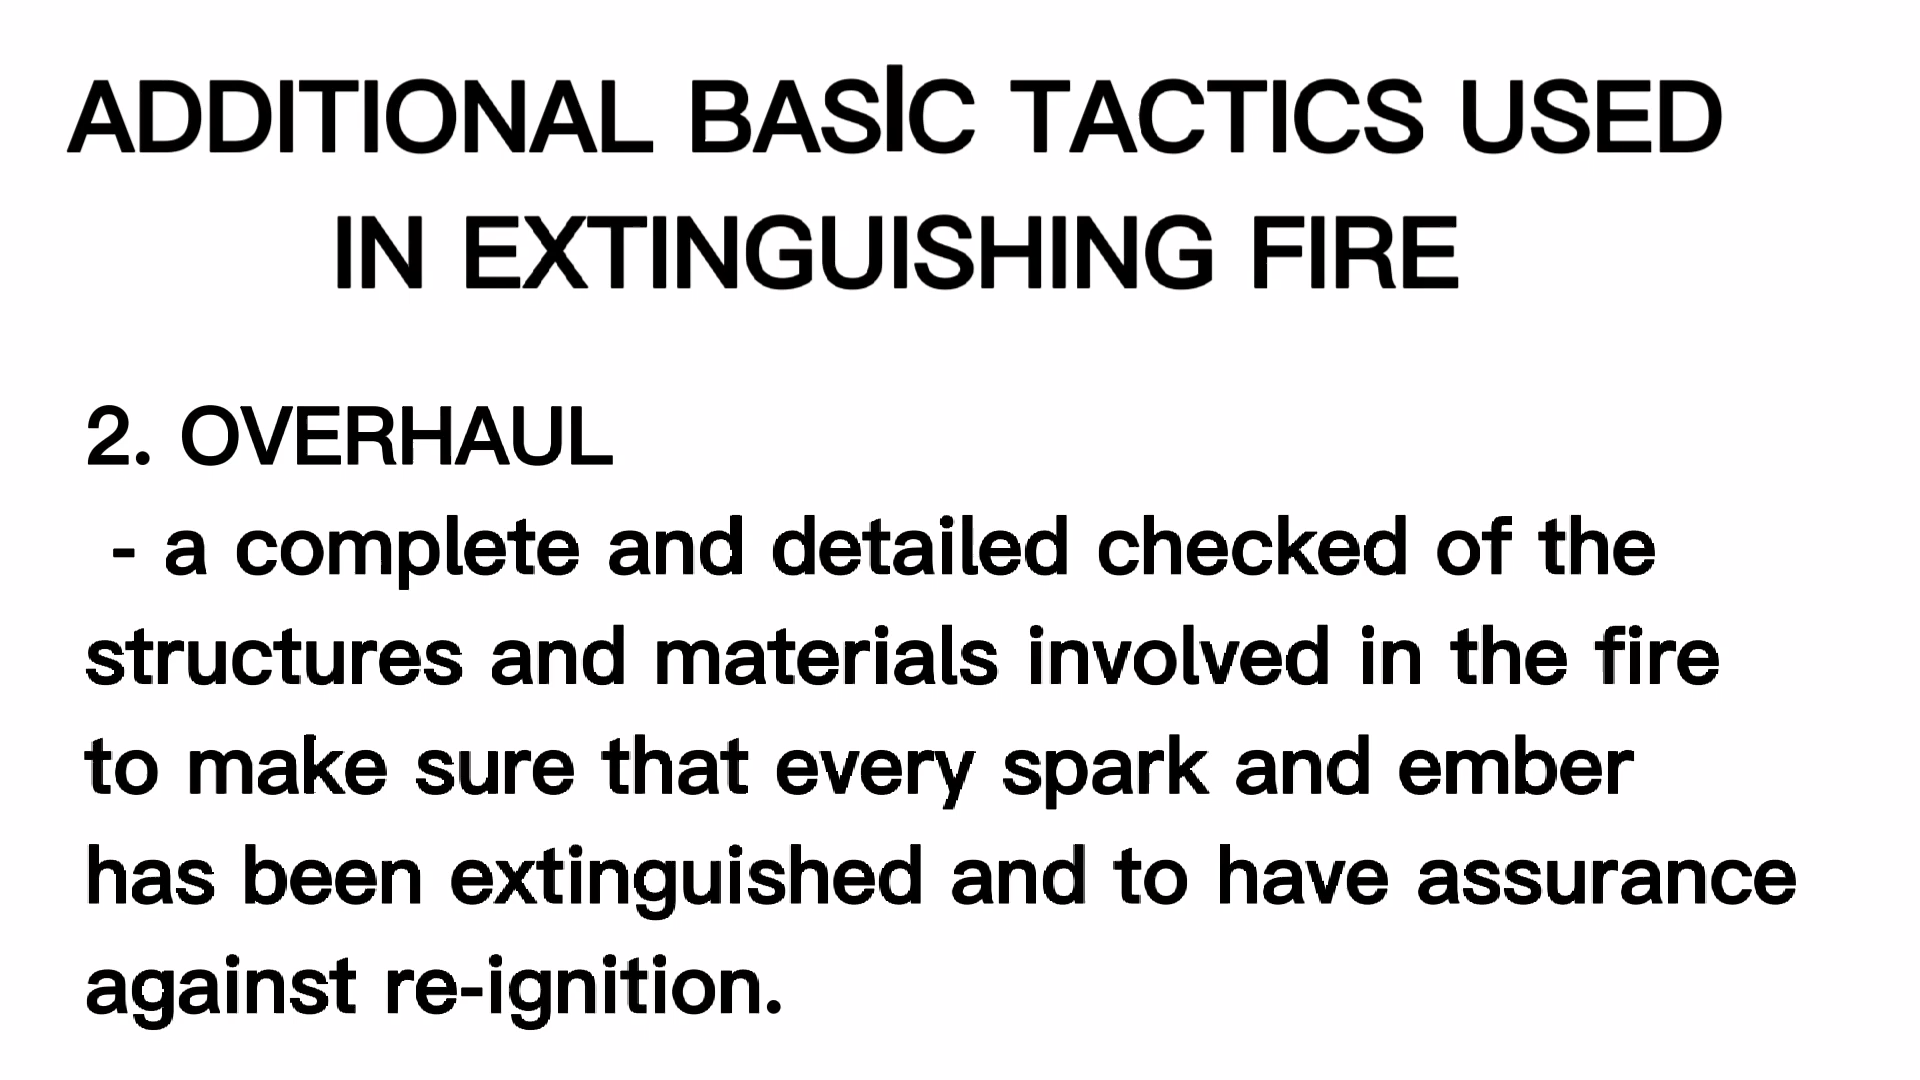 ADDITIONAL BASIC TACTICS USED
IN EXTINGUISHING FIRE
2. OVERHAUL
- a complete and detailed checked of the
structures and materials involved in the fire
to make sure that every spark and ember
has been extinguished and to have assurance
against re-ignition.